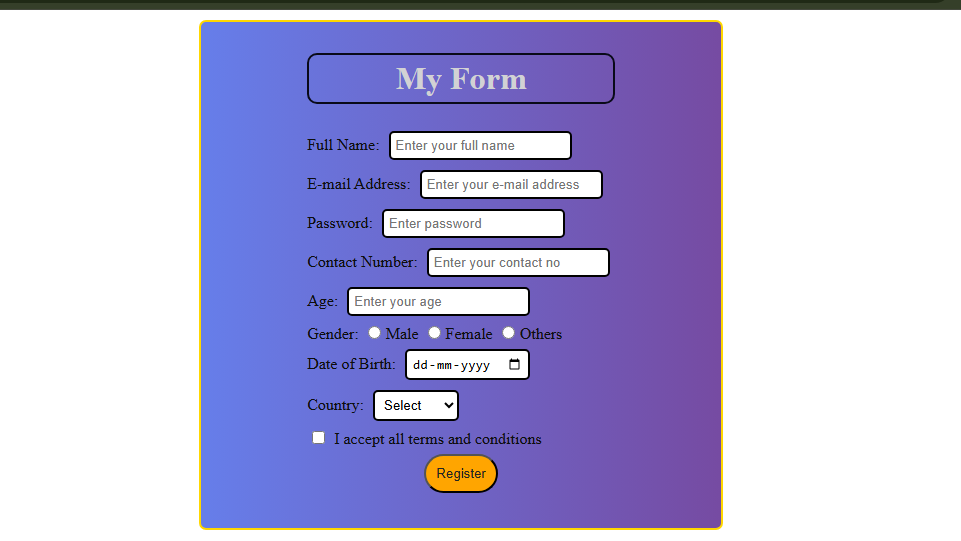 My Form
Full Name: Enter your full name
E-mail Address: Enter your e-mail address
Password: Enter password
Contact Number: Enter your contact no
Age: Enter your age
Gender: Male Female Others
Date of Birth: dd-mm-yyyy
Country: Select
I accept all terms and conditions
Register